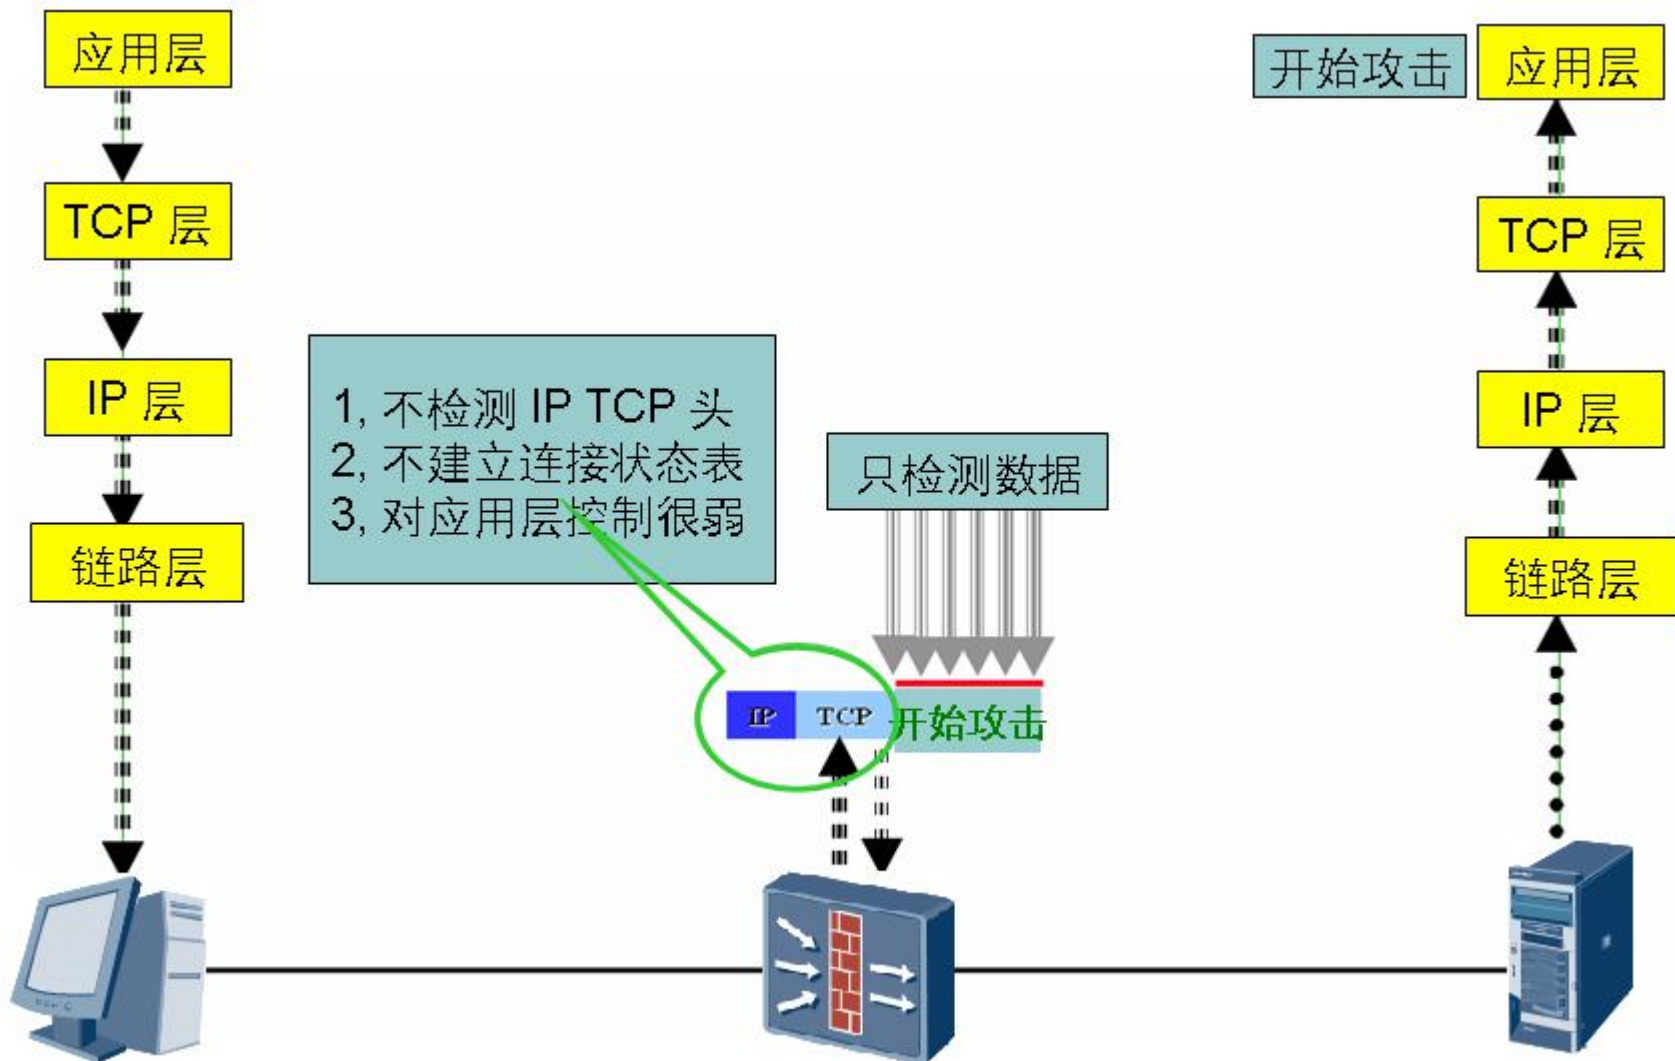 应用层
TCP 层
IP 层
链路层
1, 不检测 IP TCP 头
2, 不建立连接状态表
3, 对应用层控制很弱
只检测数据
IP
TCP
开始攻击
开始攻击
应用层
TCP 层
IP 层
链路层